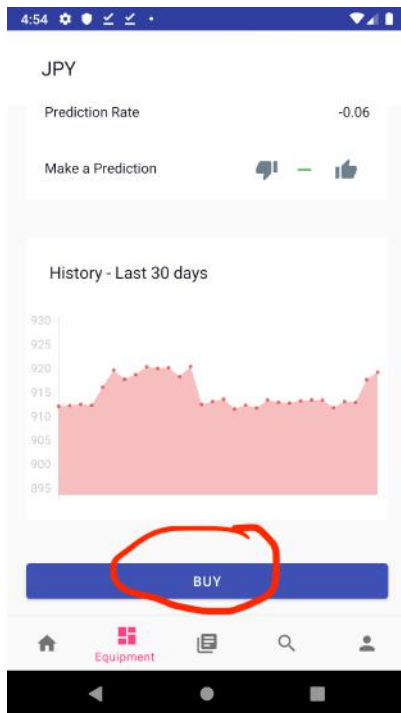 4:54
JPY
Prediction Rate -0.06
Make a Prediction
History - Last 30 days
930
925
920
915
910
905
900
895
BUY
Equipment